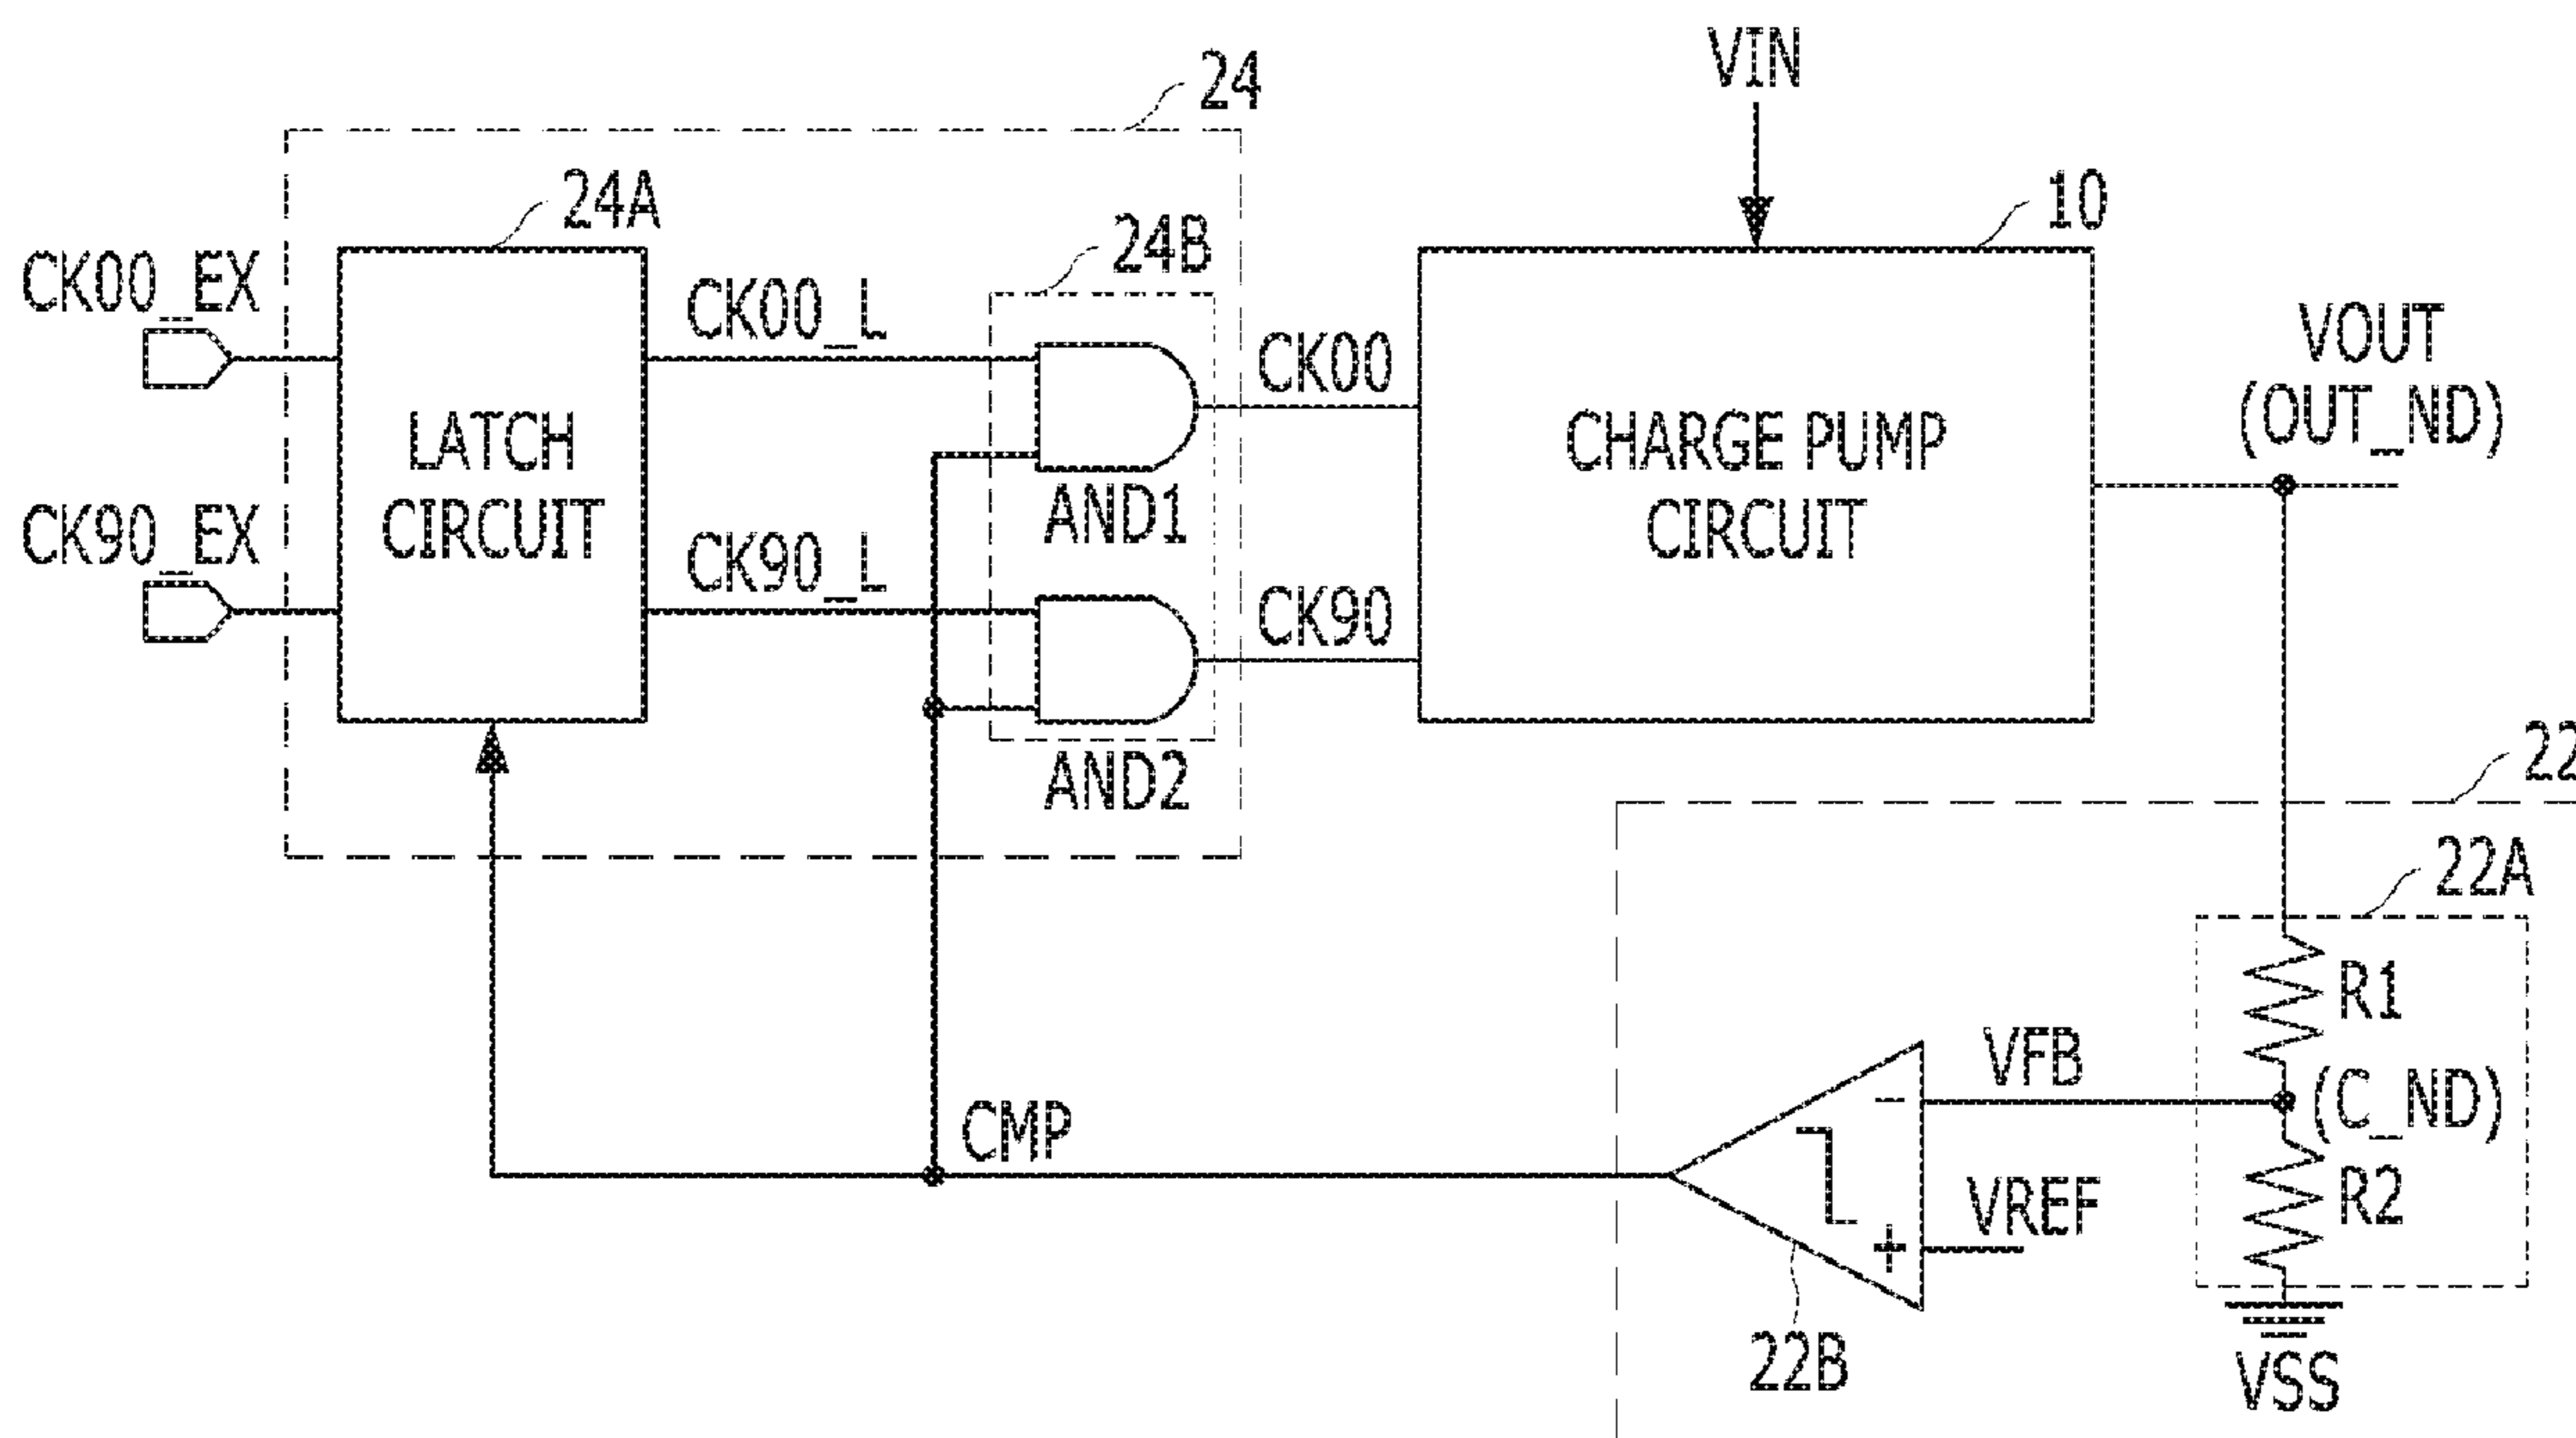 VIN
24
24A
10
24B
CK00_EX
CK00_L
CK00
VOUT
(OUT_ND)
LATCH
CIRCUIT
CHARGE PUMP
CIRCUIT
AND1
CK90_EX
CK90_L
CK90
22
AND2
22A
R1
VFB
(C_ND)
CMP
-
VREF
R2
+
22B
VSS